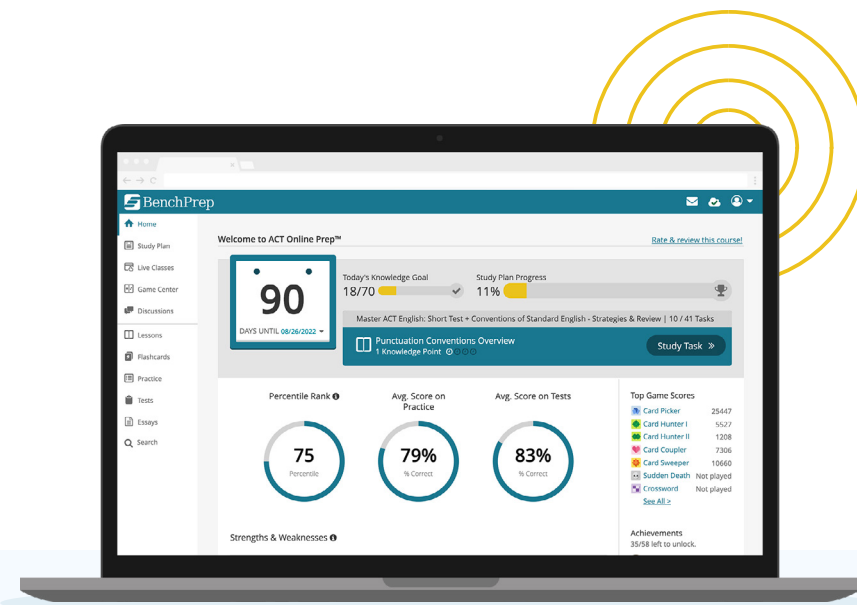 BenchPrep
Home
Study Plan
Live Classes
Game Center
Discussions
Lessons
Flashcards
Practice
Tests
Essays
Search
Welcome to ACT Online Prep™
Rate & review this course!
90
DAYS UNTIL 08/26/2022
Today's Knowledge Goal
18/70
Study Plan Progress
11%
Master ACT English: Short Test + Conventions of Standard English - Strategies & Review | 10 / 41 Tasks
Punctuation Conventions Overview
1 Knowledge Point
Study Task »
Percentile Rank
75
Percentile
Avg. Score on
Practice
79%
% Correct
Avg. Score on Tests
83%
% Correct
Top Game Scores
Card Picker 25447
Card Hunter I 5527
Card Hunter II 1208
Card Coupler 7306
Card Sweeper 10660
Sudden Death Not played
Crossword Not played
See All >
Strengths & Weaknesses
Achievements
35/58 left to unlock.